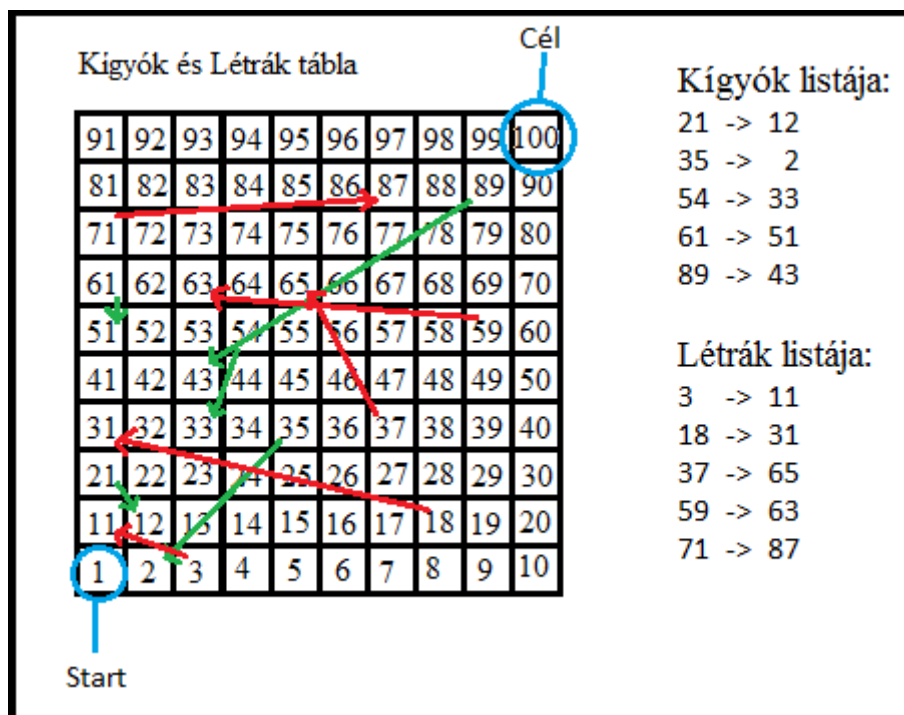 Cél
Kígyók és Létrák tábla
91 92 93 94 95 96 97 98 99 100
81 82 83 84 85 86 87 88 89 90
71 72 73 74 75 76 77 78 79 80
61 62 63 64 65 66 67 68 69 70
51 52 53 54 55 56 57 58 59 60
41 42 43 44 45 46 47 48 49 50
31 32 33 34 35 36 37 38 39 40
21 22 23 24 25 26 27 28 29 30
11 12 13 14 15 16 17 18 19 20
1 2 3 4 5 6 7 8 9 10
Start
Kígyók listája:
21 -> 12
35 -> 2
54 -> 33
61 -> 51
89 -> 43
Létrák listája:
3 -> 11
18 -> 31
37 -> 65
59 -> 63
71 -> 87